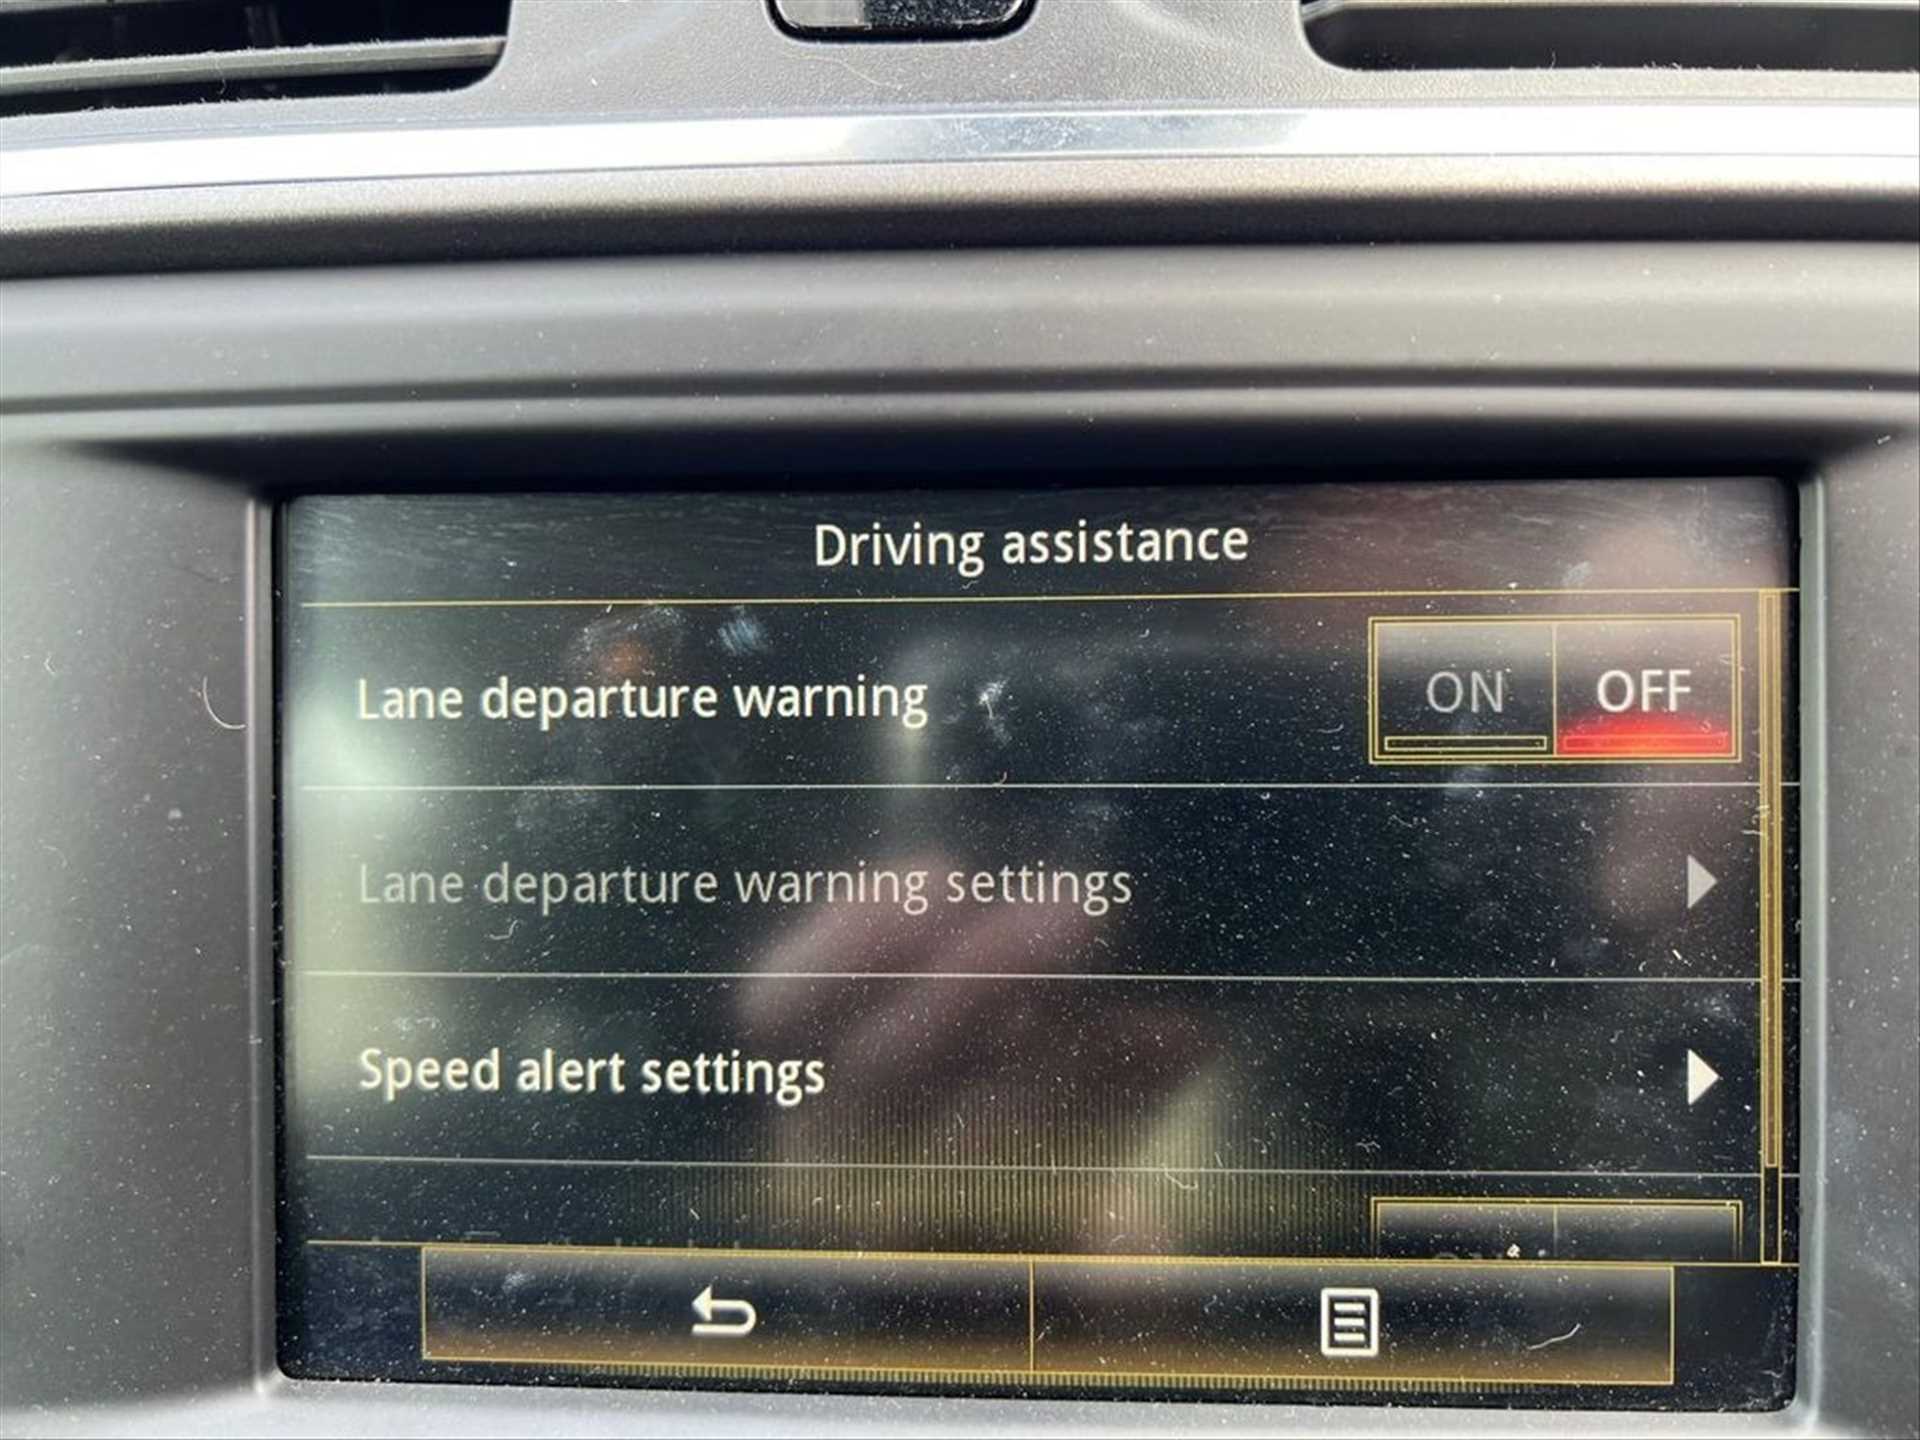 Driving assistance
Lane departure warning
ON OFF
Lane departure warning settings
Speed alert settings